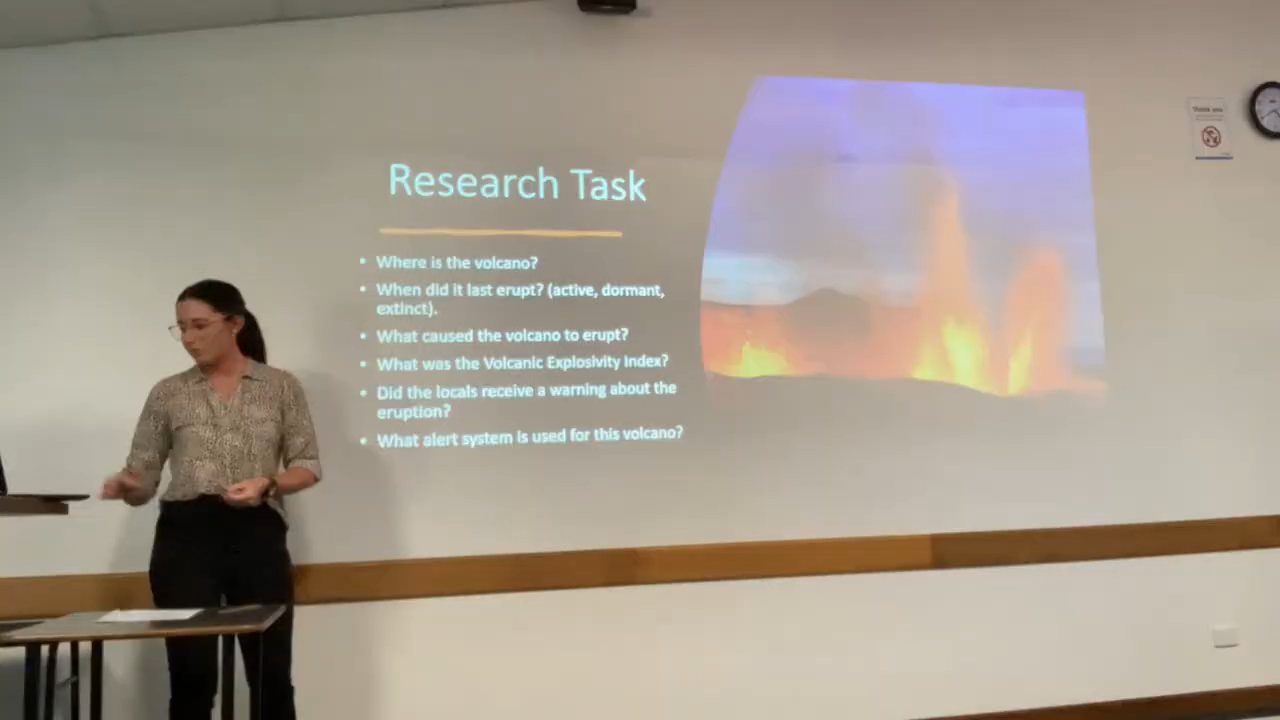 Research Task
• Where is the volcano?
• When did it last erupt? (active, dormant,
extinct).
• What caused the volcano to erupt?
• What was the Volcanic Explosivity Index?
• Did the locals receive a warning about the
eruption?
• What alert system is used for this volcano?
Thank you